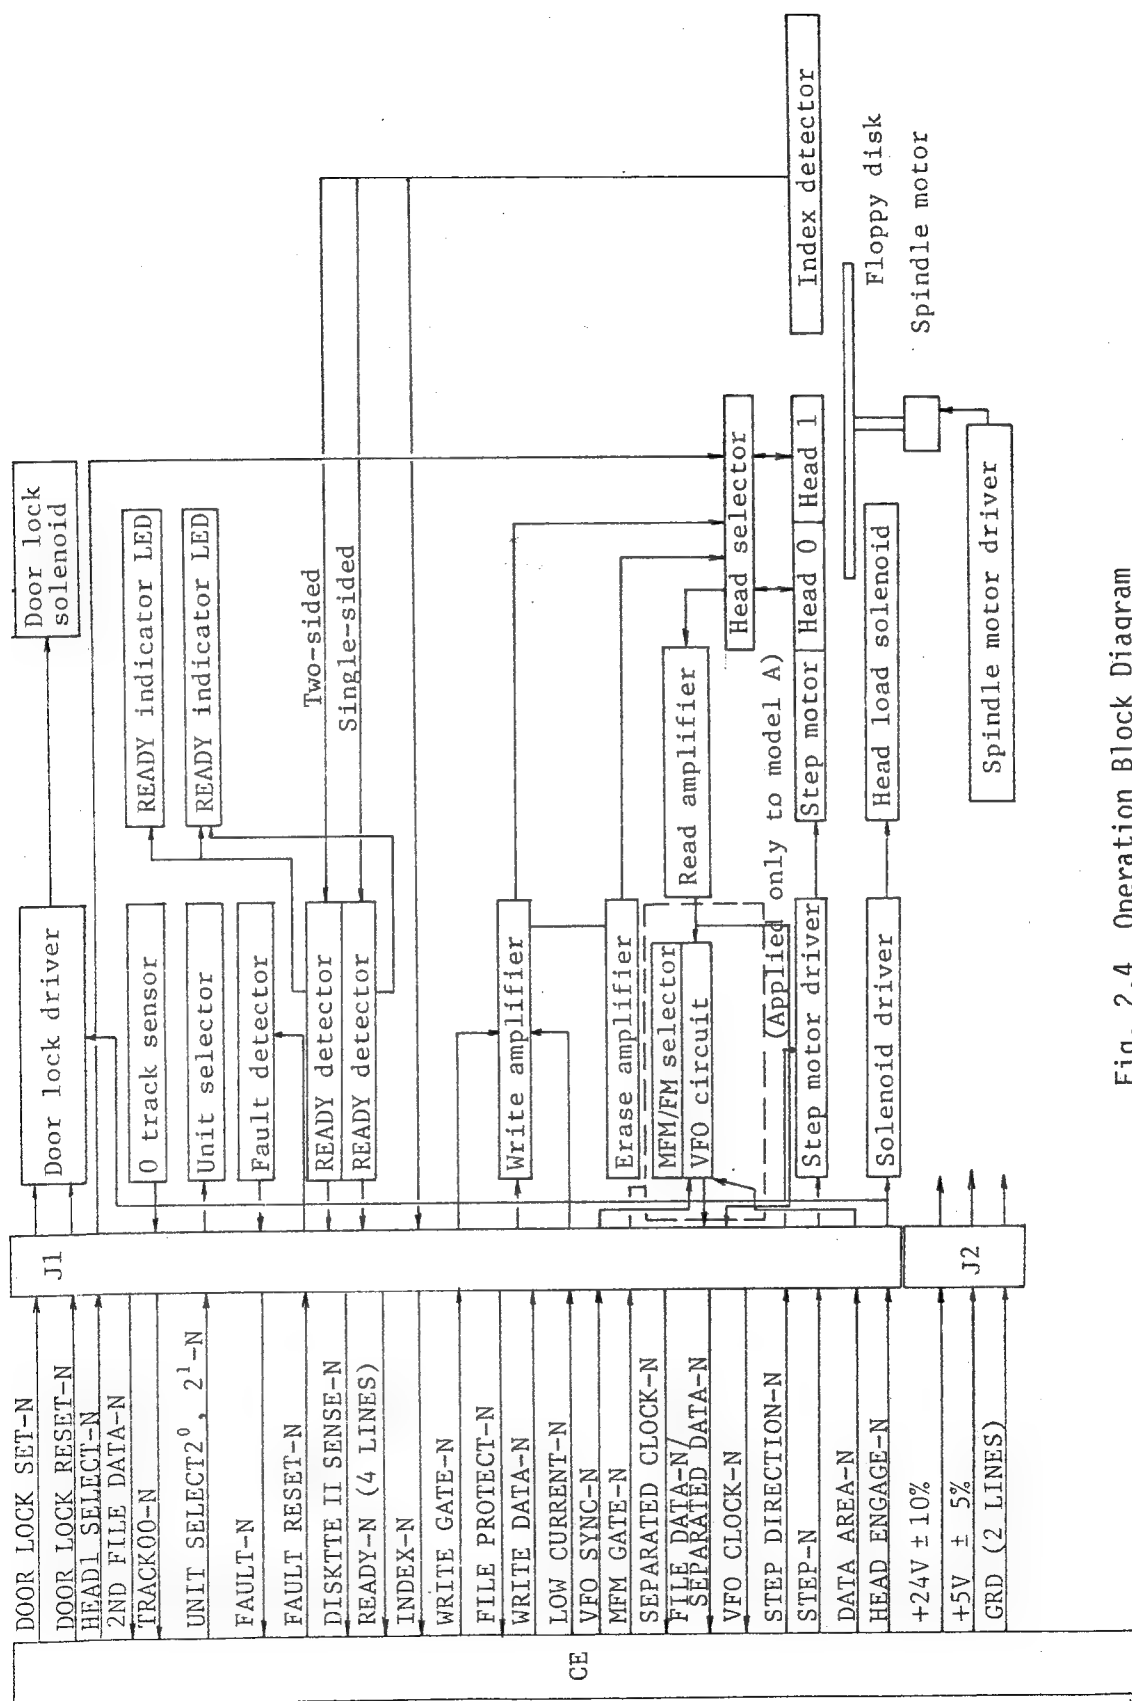 DOOR LOCK SET-N
DOOR LOCK RESET-N
HEAD1 SELECT-N
2ND FILE DATA-N
TRACK00-N
UNIT SELECT2⁰, 2¹-N
FAULT-N
FAULT RESET-N
DISKTTE II SENSE-N
READY-N (4 LINES)
INDEX-N
WRITE GATE-N
FILE PROTECT-N
WRITE DATA-N
LOW CURRENT-N
VFO SYNC-N
MFM GATE-N
SEPARATED CLOCK-N
FILE DATA-N/
SEPARATED DATA-N
VFO CLOCK-N
STEP DIRECTION-N
STEP-N
DATA AREA-N
HEAD ENGAGE-N
+24V ± 10%
+5V ± 5%
GRD (2 LINES)
CE
J1
J2
Door lock driver
0 track sensor
Unit selector
Fault detector
READY detector
READY detector
Write amplifier
Erase amplifier
MFM/FM selector
VFO circuit
(Applied only to model A)
Step motor driver
Solenoid driver
Door lock
solenoid
READY indicator LED
READY indicator LED
Two-sided
Single-sided
Read amplifier
Head selector
Step motor
Head 0
Head 1
Head load solenoid
Spindle motor driver
Index detector
Floppy disk
Spindle motor
Fig. 2.4 Operation Block Diagram